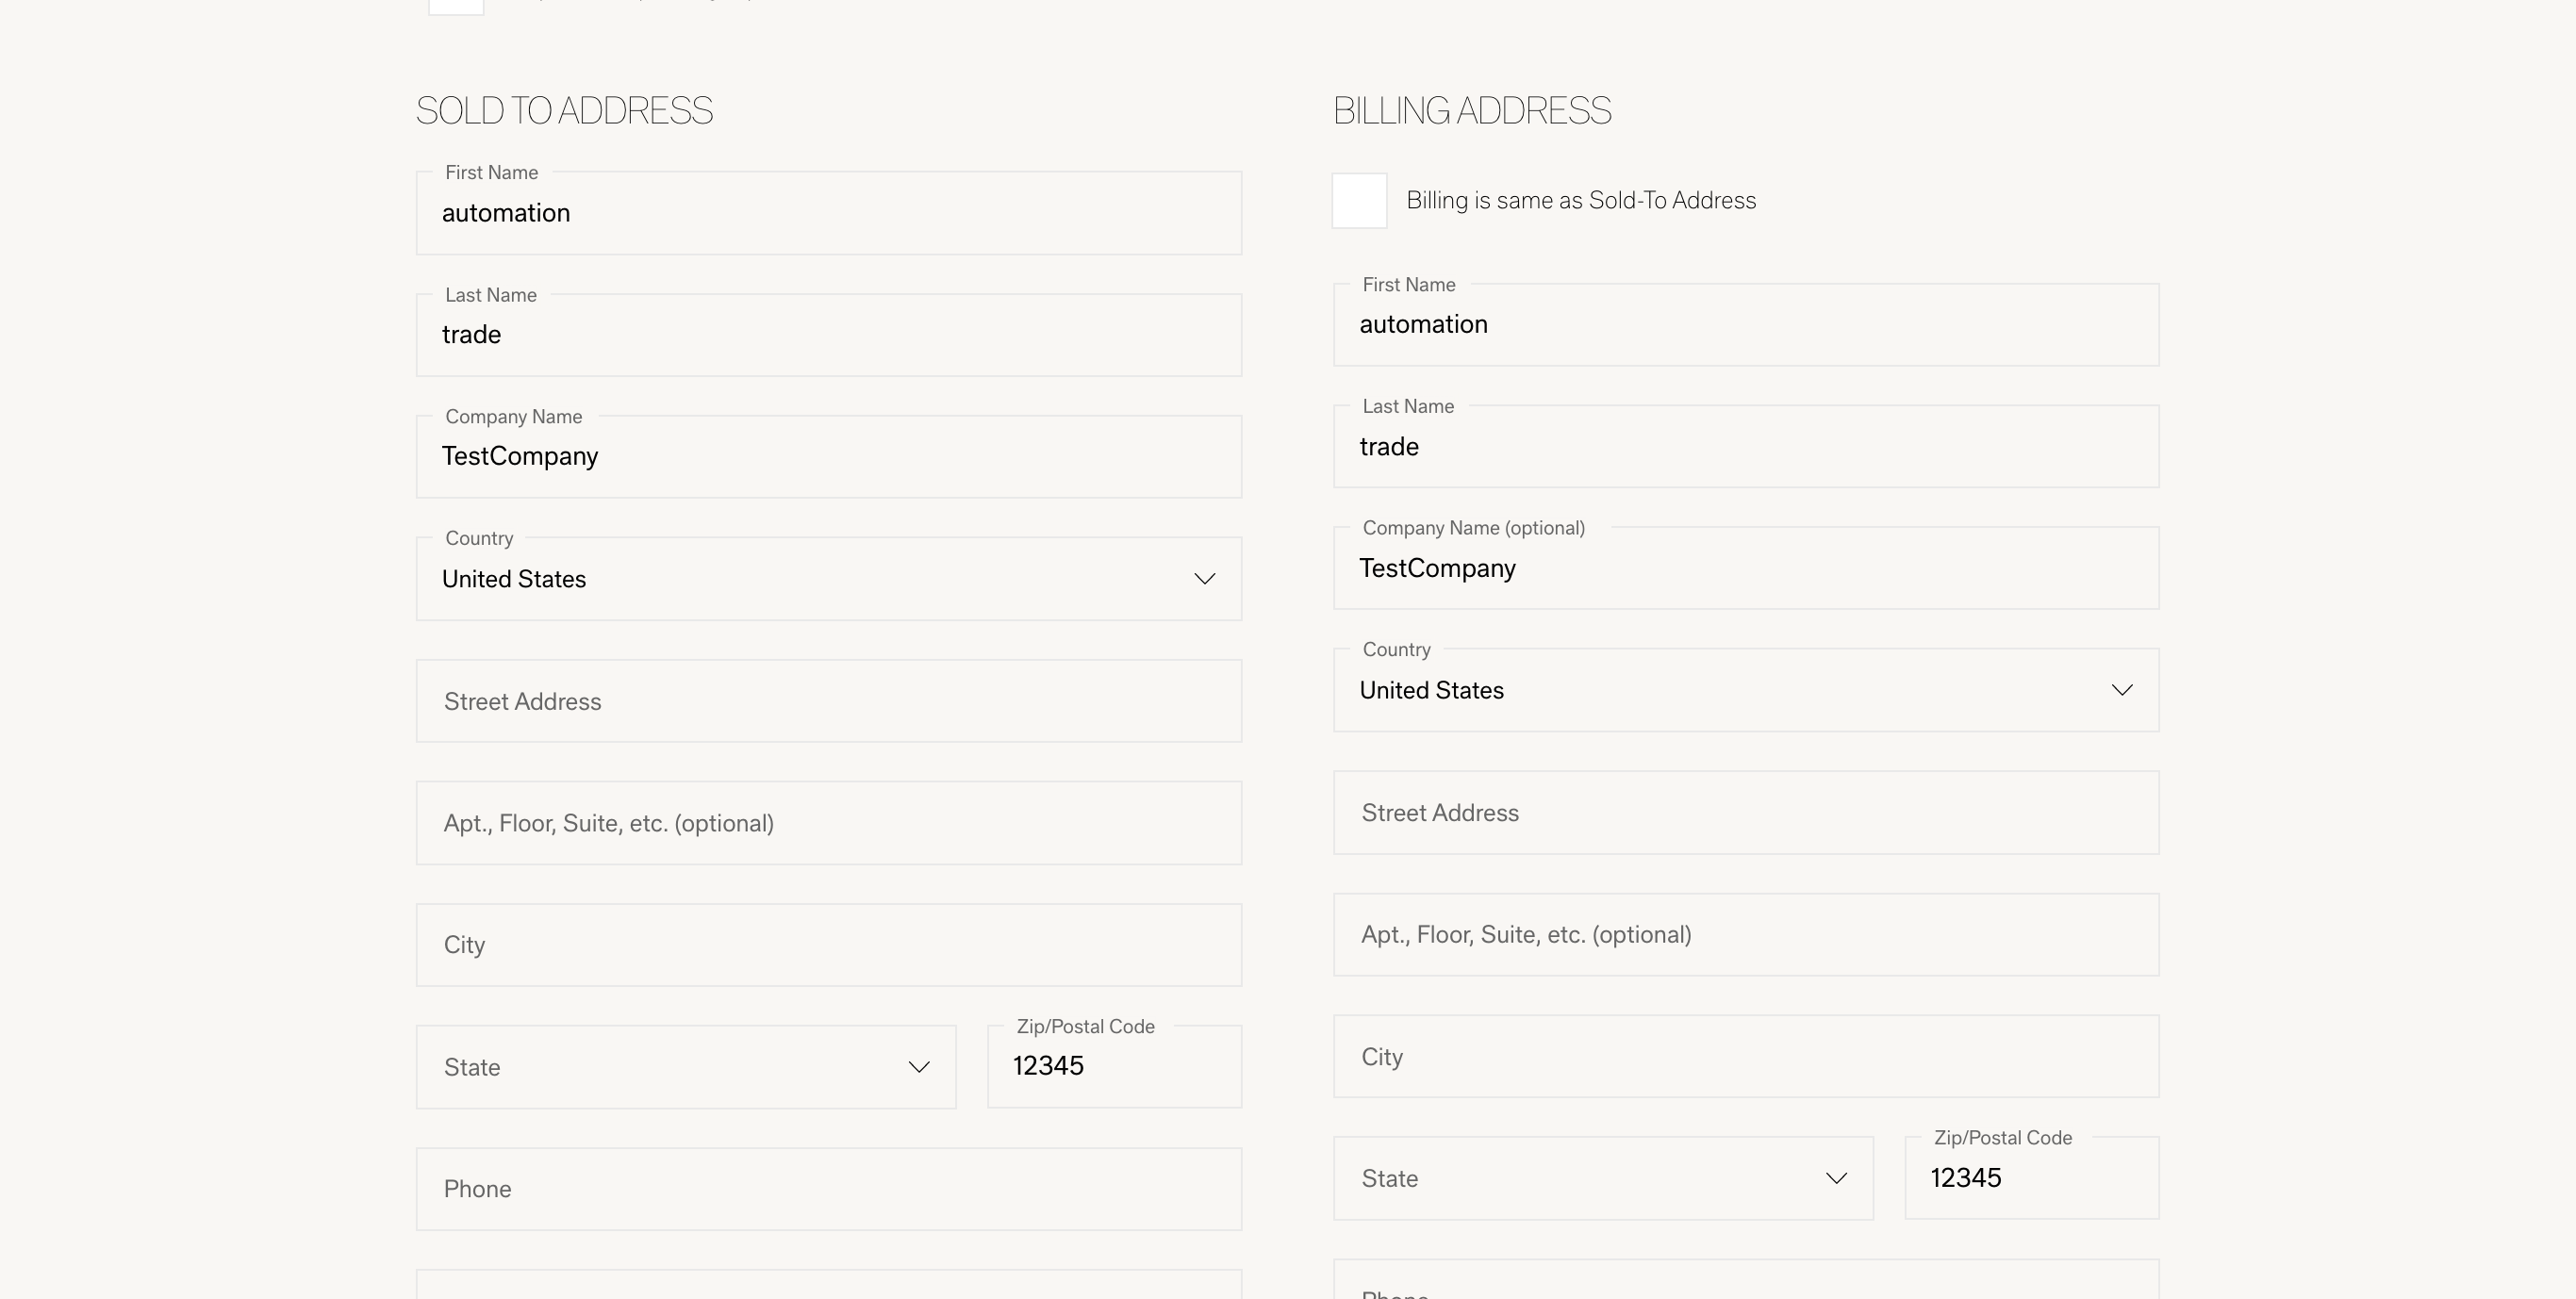 SOLD TO ADDRESS
First Name
automation
Last Name
trade
Company Name
TestCompany
Country
United States
Street Address
Apt., Floor, Suite, etc. (optional)
City
State
Zip/Postal Code
12345
Phone
BILLING ADDRESS
Billing is same as Sold-To Address
First Name
automation
Last Name
trade
Company Name (optional)
TestCompany
Country
United States
Street Address
Apt., Floor, Suite, etc. (optional)
City
State
Zip/Postal Code
12345
Phone